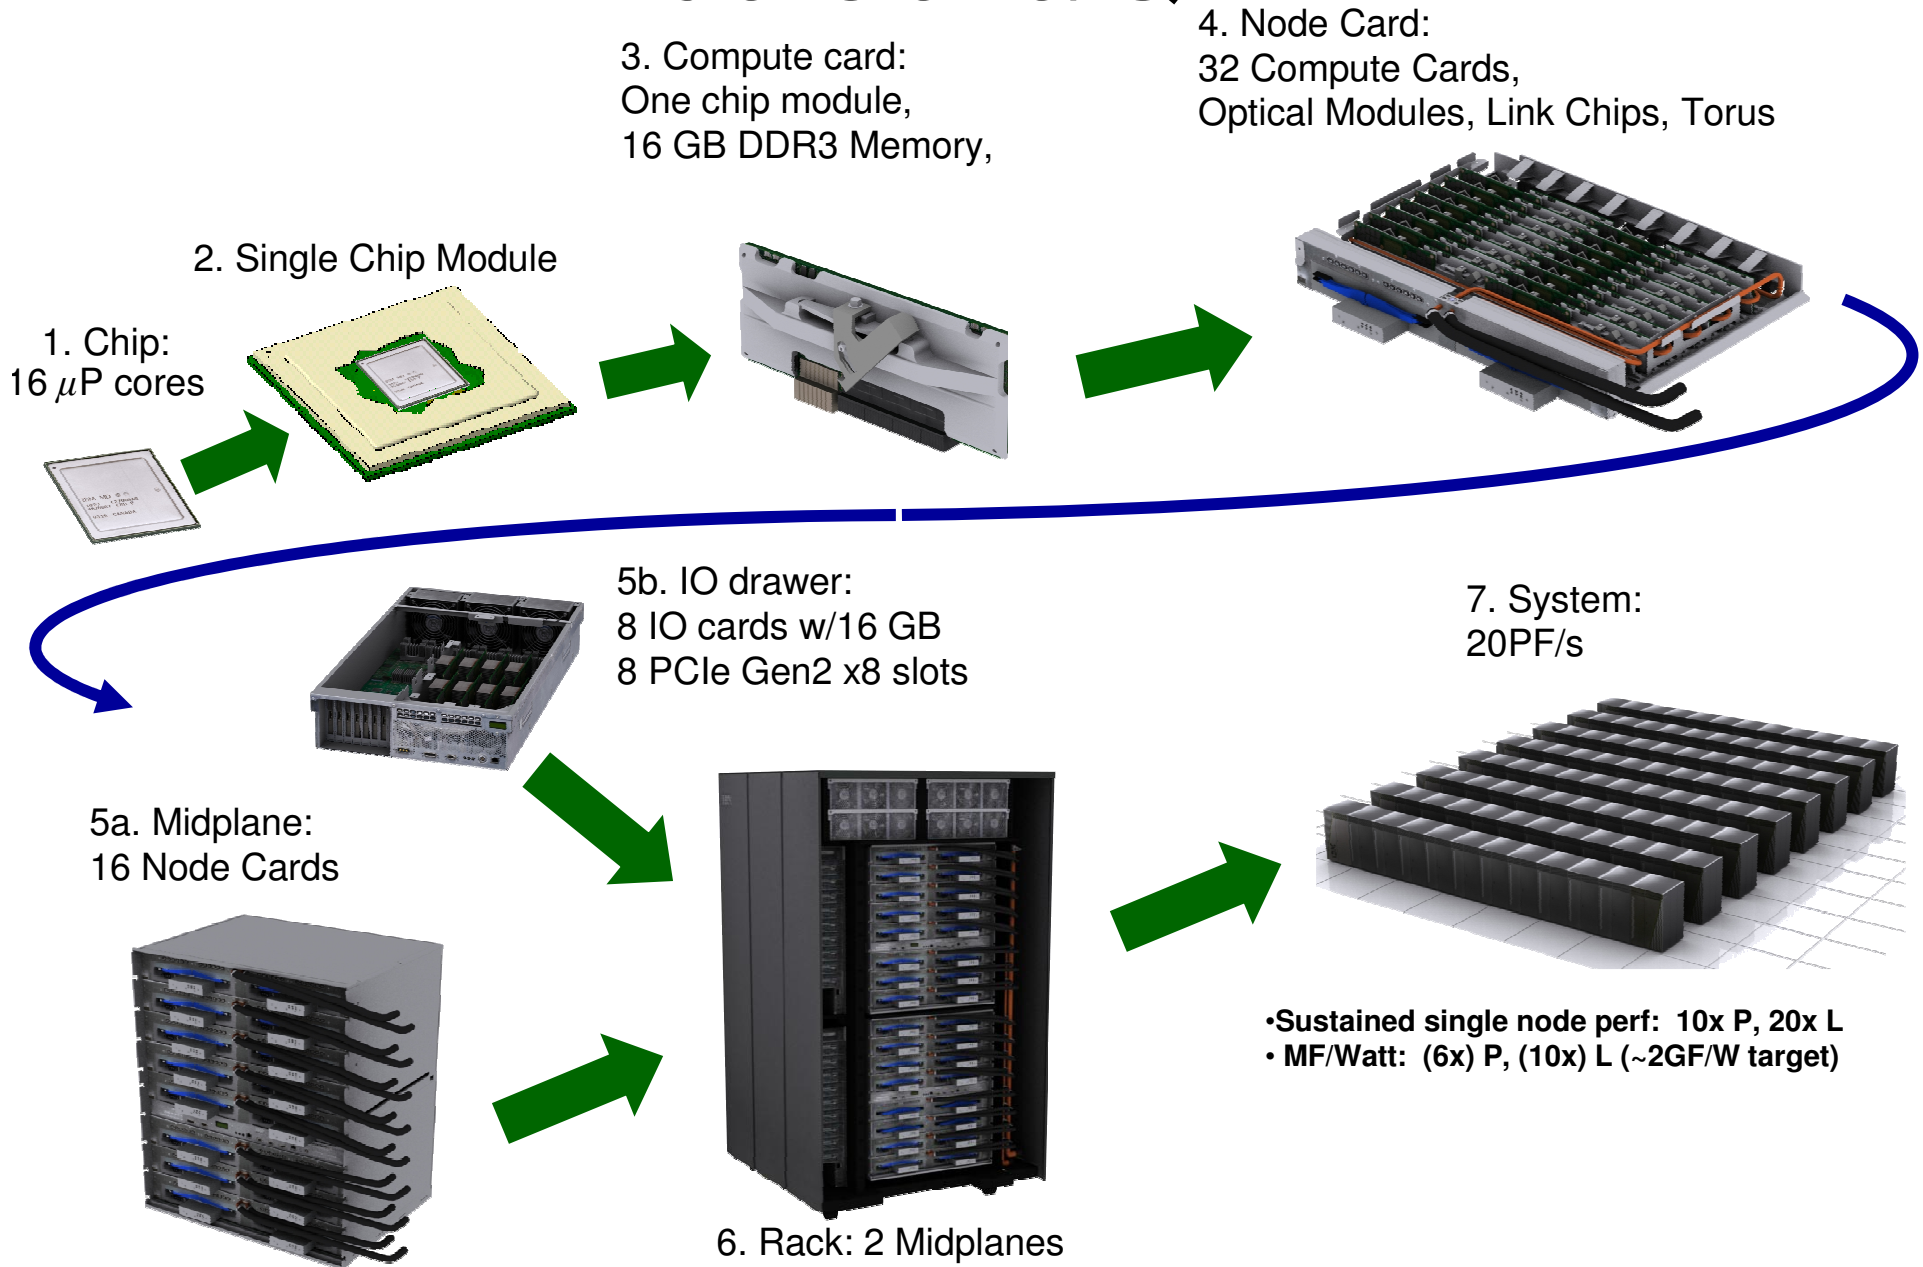 1. Chip:
16 μP cores
2. Single Chip Module
3. Compute card:
One chip module,
16 GB DDR3 Memory,
4. Node Card:
32 Compute Cards,
Optical Modules, Link Chips, Torus
5a. Midplane:
16 Node Cards
5b. IO drawer:
8 IO cards w/16 GB
8 PCIe Gen2 x8 slots
6. Rack: 2 Midplanes
7. System:
20PF/s
•Sustained single node perf: 10x P, 20x L
• MF/Watt: (6x) P, (10x) L (~2GF/W target)